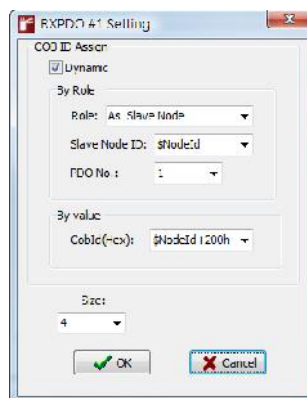 RXPDO #1 Setting
COB ID Assign
Dynamic
By Rule
Role: As Slave Node
Slave Node ID: $NodeId
PDO No.: 1
By value
CobId(Hex): $NodeId+200h
Size:
4
OK
Cancel